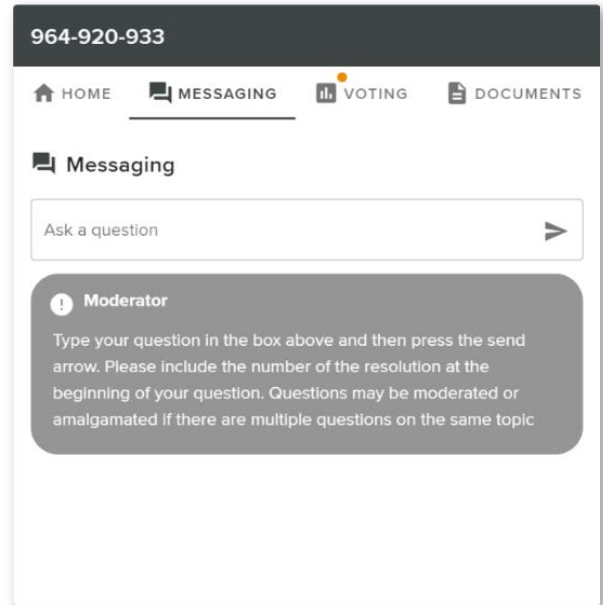 964-920-933
HOME MESSAGING VOTING DOCUMENTS
Messaging
Ask a question
Moderator
Type your question in the box above and then press the send
arrow. Please include the number of the resolution at the
beginning of your question. Questions may be moderated or
amalgamated if there are multiple questions on the same topic